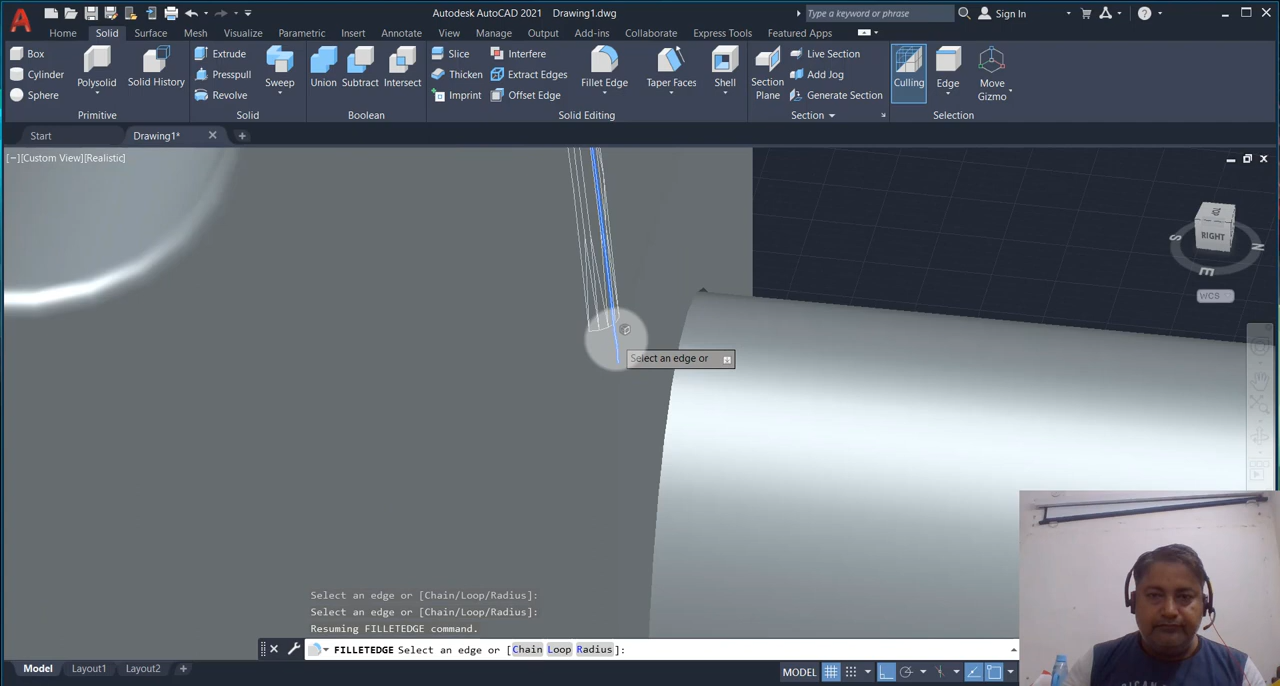 Autodesk AutoCAD 2021 Drawing1.dwg
Type a keyword or phrase
Sign In
Home Solid Surface Mesh Visualize Parametric Insert Annotate View Manage Output Add-ins Collaborate Express Tools Featured Apps
Box
Cylinder
Sphere
Polysolid
Solid History
Primitive
Extrude
Presspull
Revolve
Sweep
Solid
Union
Subtract
Intersect
Boolean
Slice
Thicken
Imprint
Interfere
Extract Edges
Offset Edge
Fillet Edge
Taper Faces
Shell
Solid Editing
Section Plane
Live Section
Add Jog
Generate Section
Section
Culling
Edge
Move Gizmo
Selection
Start
Drawing1*
[–][Custom View][Realistic]
RIGHT
S
N
E
WCS
Select an edge or
Select an edge or [Chain/Loop/Radius]:
Select an edge or [Chain/Loop/Radius]:
Resuming FILLETEDGE command.
FILLETEDGE Select an edge or [Chain Loop Radius]:
Model Layout1 Layout2
MODEL